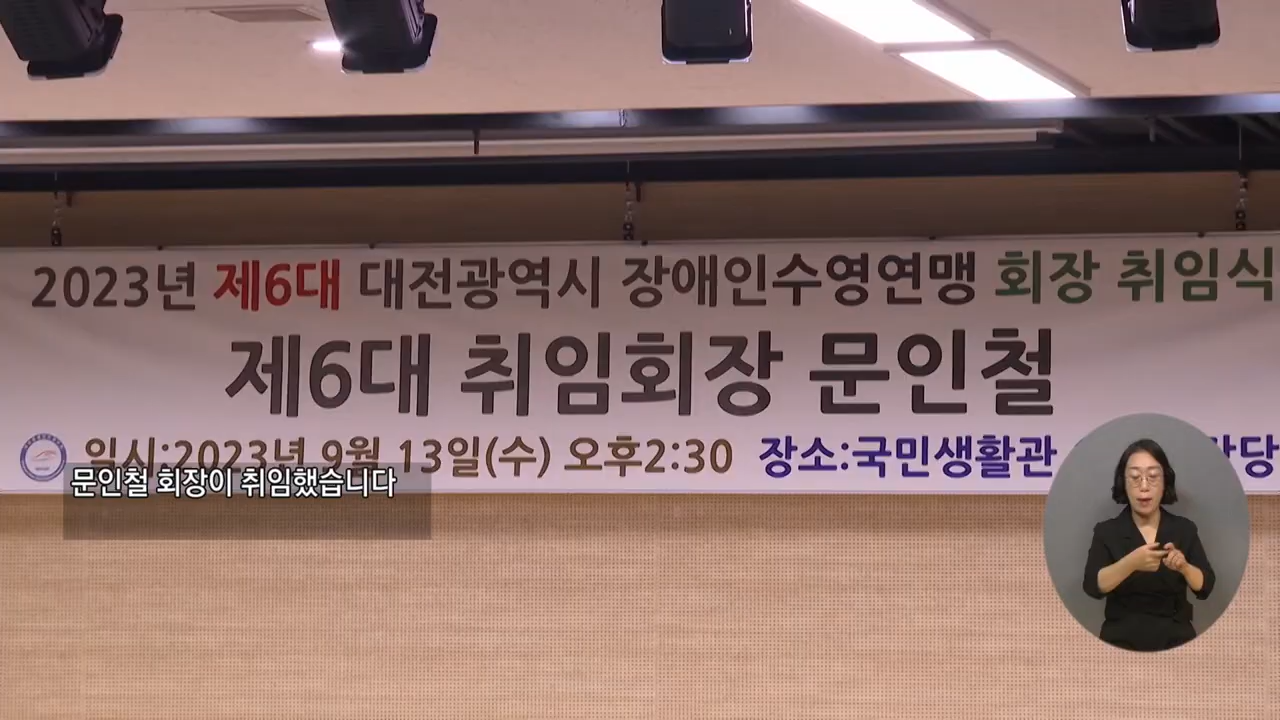 2023년 제6대 대전광역시 장애인수영연맹 회장 취임식
제6대 취임회장 문인철
일시:2023년 9월 13일(수) 오후2:30 장소:국민생활관
문인철 회장이 취임했습니다